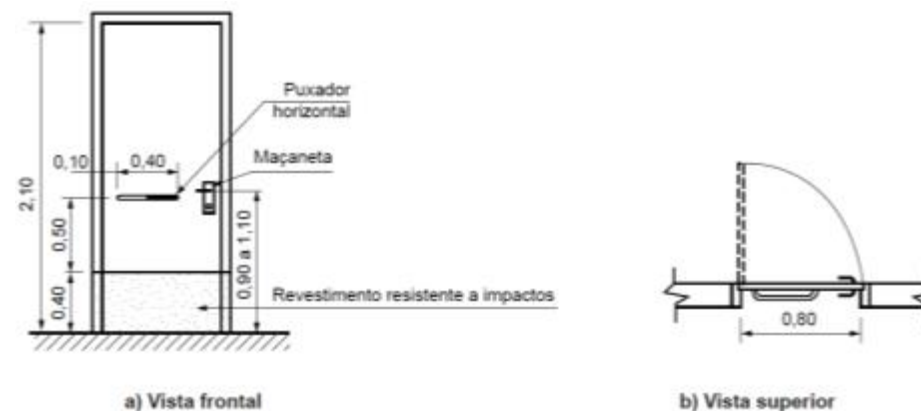 Puxador
horizontal
Maçaneta
0,10
0,40
2,10
0,50
0,40
0,90 a 1,10
Revestimento resistente a impactos
0,80
a) Vista frontal
b) Vista superior